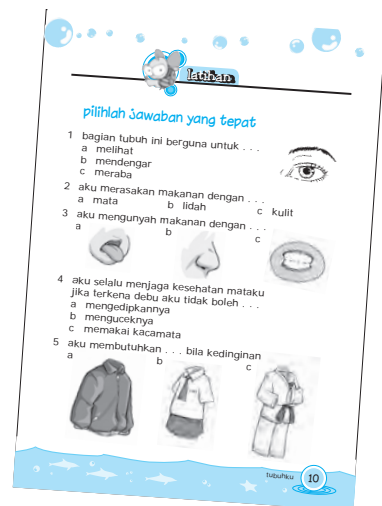 latihan
pilihlah jawaban yang tepat
1 bagian tubuh ini berguna untuk . . .
a melihat
b mendengar
c meraba
2 aku merasakan makanan dengan . . .
a mata b lidah c kulit
3 aku mengunyah makanan dengan . . .
a b c
4 aku selalu menjaga kesehatan mataku
jika terkena debu aku tidak boleh . . .
a mengedipkannya
b menguceknya
c memakai kacamata
5 aku membutuhkan . . . bila kedinginan
a b c
tubuhku 10